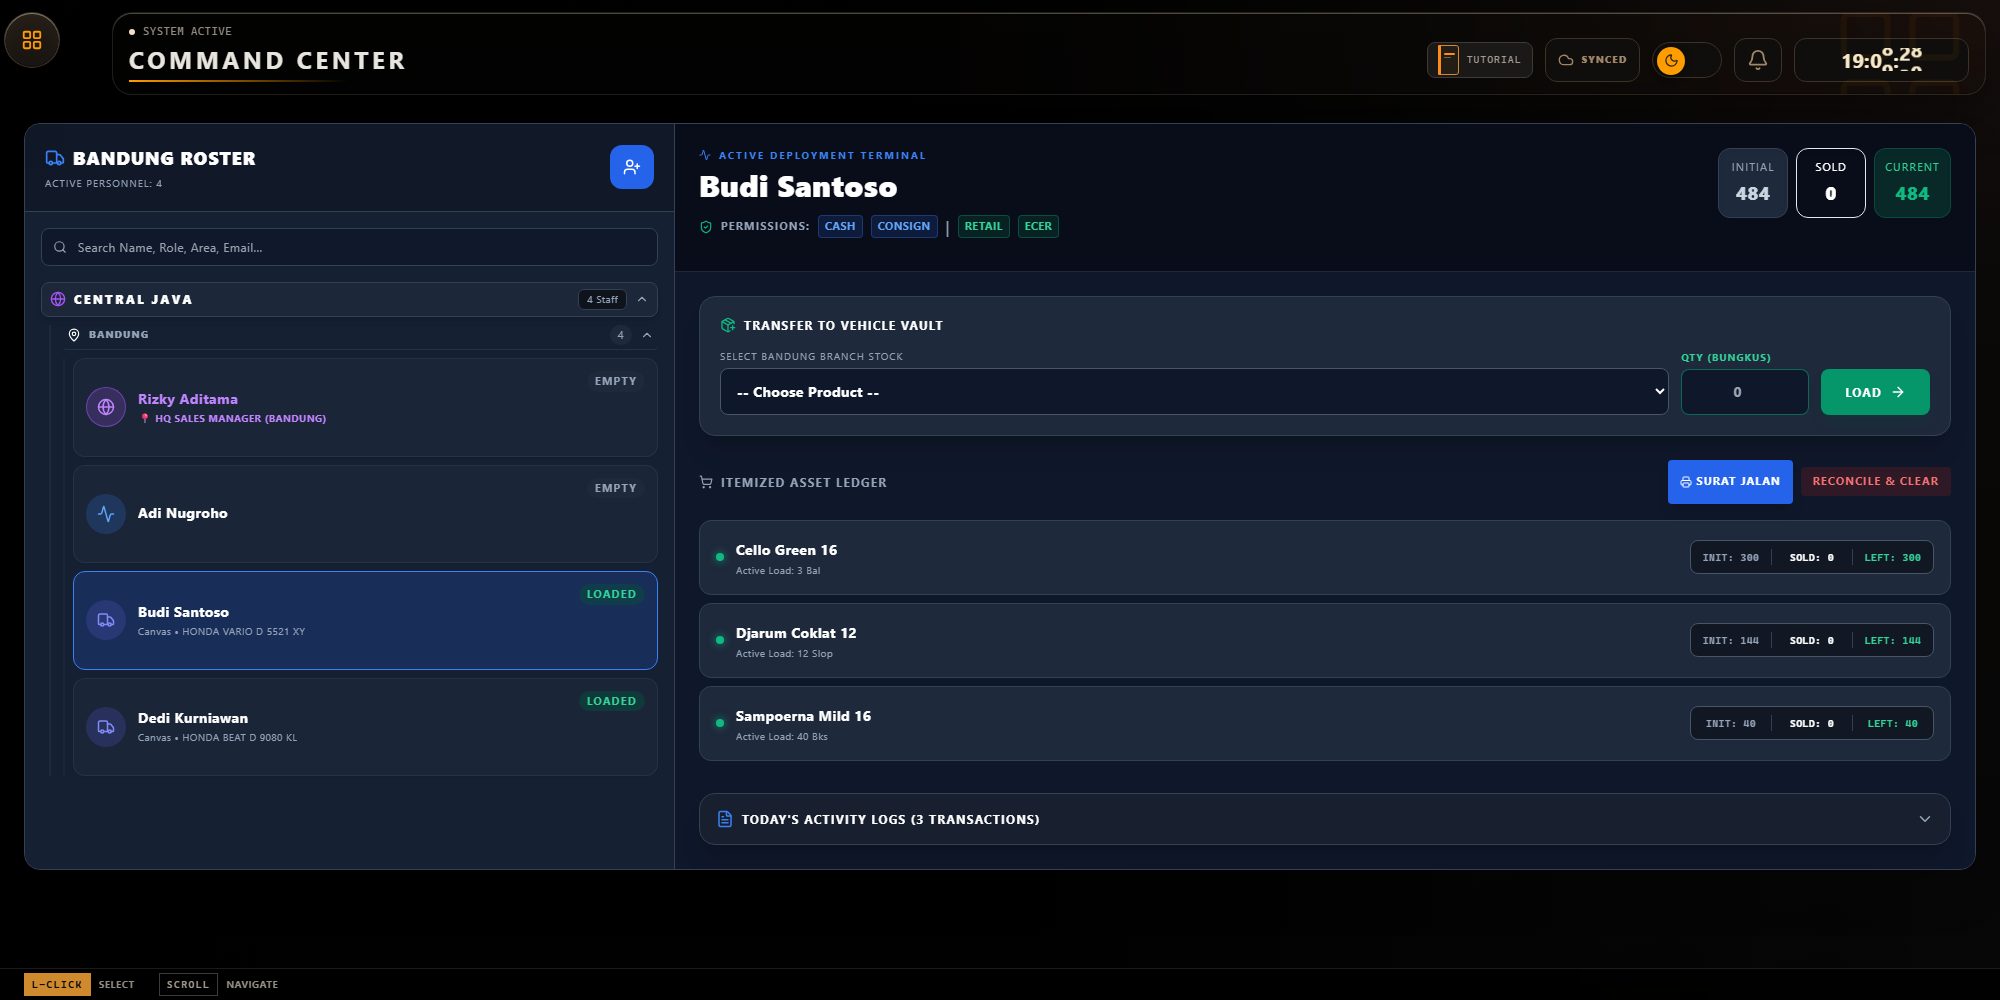 SYSTEM ACTIVE
COMMAND CENTER
TUTORIAL
SYNCED
BANDUNG ROSTER
ACTIVE PERSONNEL: 4
Search Name, Role, Area, Email...
CENTRAL JAVA
4 Staff
BANDUNG
4
EMPTY
Rizky Aditama
HQ SALES MANAGER (BANDUNG)
EMPTY
Adi Nugroho
LOADED
Budi Santoso
Canvas • HONDA VARIO D 5521 XY
LOADED
Dedi Kurniawan
Canvas • HONDA BEAT D 9080 KL
ACTIVE DEPLOYMENT TERMINAL
Budi Santoso
PERMISSIONS: CASH CONSIGN | RETAIL ECER
INITIAL
484
SOLD
0
CURRENT
484
TRANSFER TO VEHICLE VAULT
SELECT BANDUNG BRANCH STOCK
-- Choose Product --
QTY (BUNGKUS)
0
LOAD
ITEMIZED ASSET LEDGER
SURAT JALAN
RECONCILE & CLEAR
Cello Green 16
Active Load: 3 Bal
INIT: 300 SOLD: 0 LEFT: 300
Djarum Coklat 12
Active Load: 12 Slop
INIT: 144 SOLD: 0 LEFT: 144
Sampoerna Mild 16
Active Load: 40 Bks
INIT: 40 SOLD: 0 LEFT: 40
TODAY'S ACTIVITY LOGS (3 TRANSACTIONS)
L-CLICK SELECT SCROLL NAVIGATE